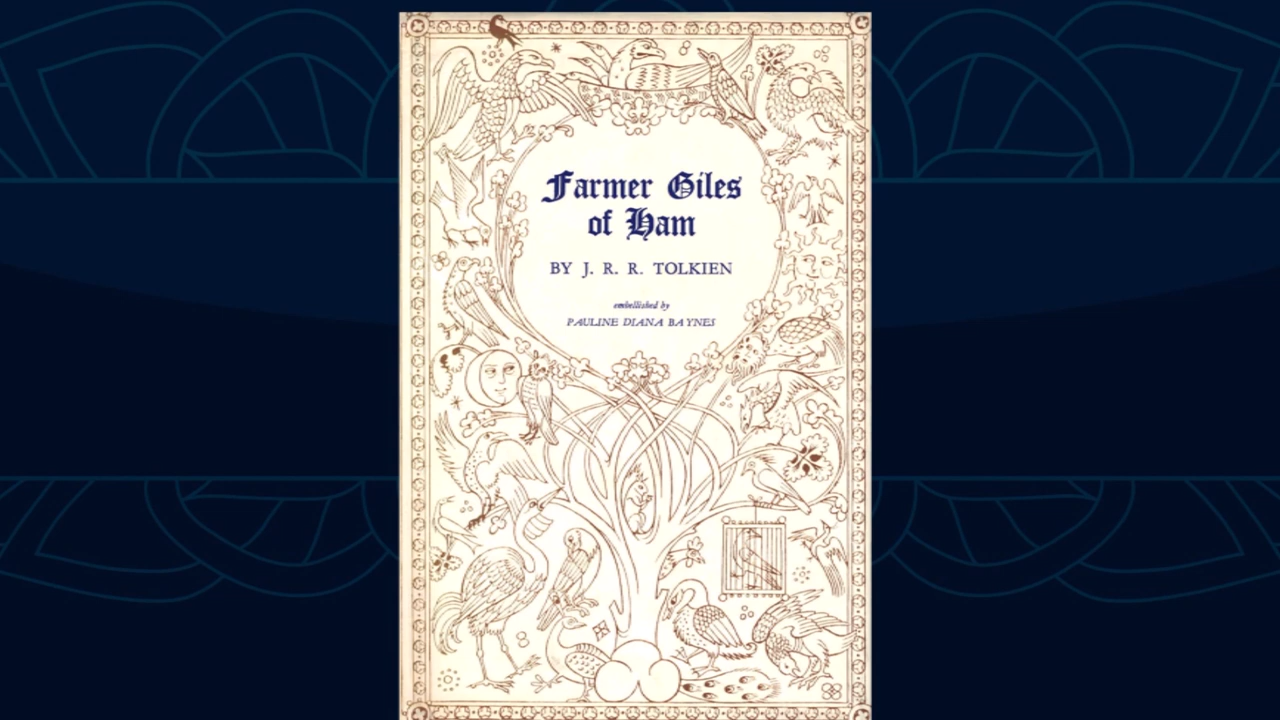 Farmer Giles
of Ham
BY J. R. R. TOLKIEN
embellished by
PAULINE DIANA BAYNES